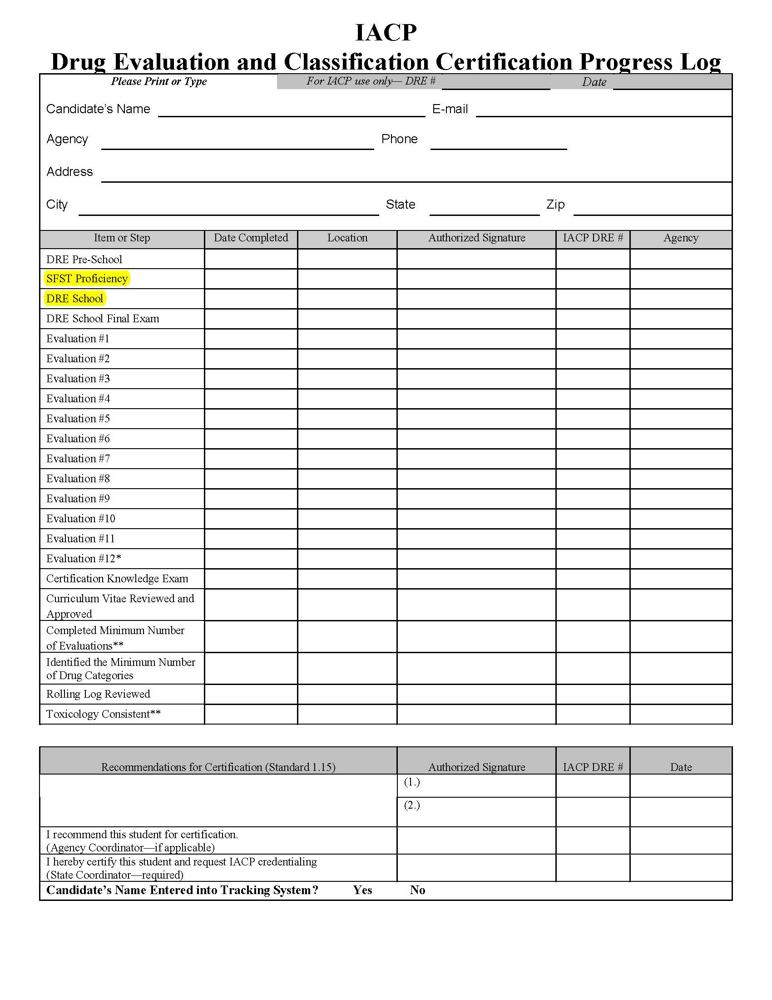 IACP
Drug Evaluation and Classification Certification Progress Log
Please Print or Type For IACP use only— DRE # Date
Candidate’s Name E-mail
Agency Phone
Address
City State Zip
Item or Step Date Completed Location Authorized Signature IACP DRE # Agency
DRE Pre-School
SFST Proficiency
DRE School
DRE School Final Exam
Evaluation #1
Evaluation #2
Evaluation #3
Evaluation #4
Evaluation #5
Evaluation #6
Evaluation #7
Evaluation #8
Evaluation #9
Evaluation #10
Evaluation #11
Evaluation #12*
Certification Knowledge Exam
Curriculum Vitae Reviewed and
Approved
Completed Minimum Number
of Evaluations**
Identified the Minimum Number
of Drug Categories
Rolling Log Reviewed
Toxicology Consistent**
Recommendations for Certification (Standard 1.15) Authorized Signature IACP DRE # Date
(1.)
(2.)
I recommend this student for certification.
(Agency Coordinator—if applicable)
I hereby certify this student and request IACP credentialing
(State Coordinator—required)
Candidate’s Name Entered into Tracking System? Yes No